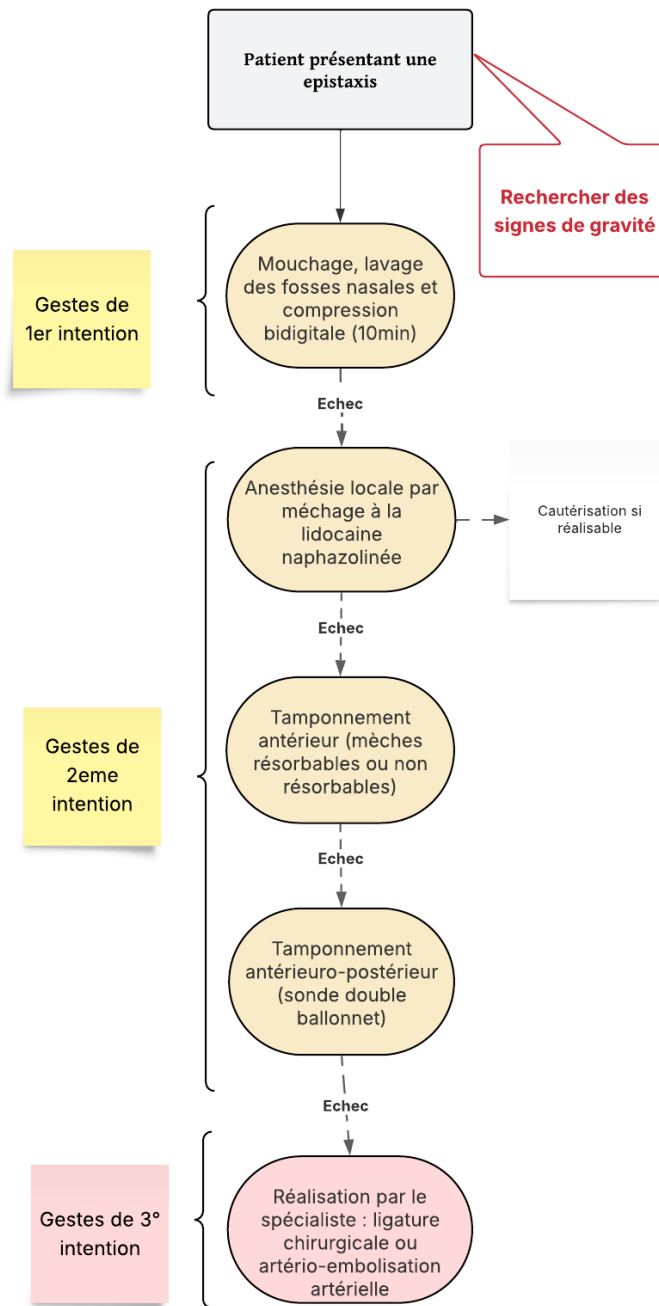 Patient présentant une
epistaxis
Rechercher des
signes de gravité
Gestes de
1er intention
Mouchage, lavage
des fosses nasales et
compression
bidigitale (10min)
Echec
Anesthésie locale par
méchage à la
lidocaine
naphazolinée
Cautérisation si
réalisable
Echec
Gestes de
2eme
intention
Tamponnement
antérieur (mèches
résorbables ou non
résorbables)
Echec
Tamponnement
antérieuro-postérieur
(sonde double
ballonnet)
Echec
Gestes de 3°
intention
Réalisation par le
spécialiste : ligature
chirurgicale ou
artério-embolisation
artérielle